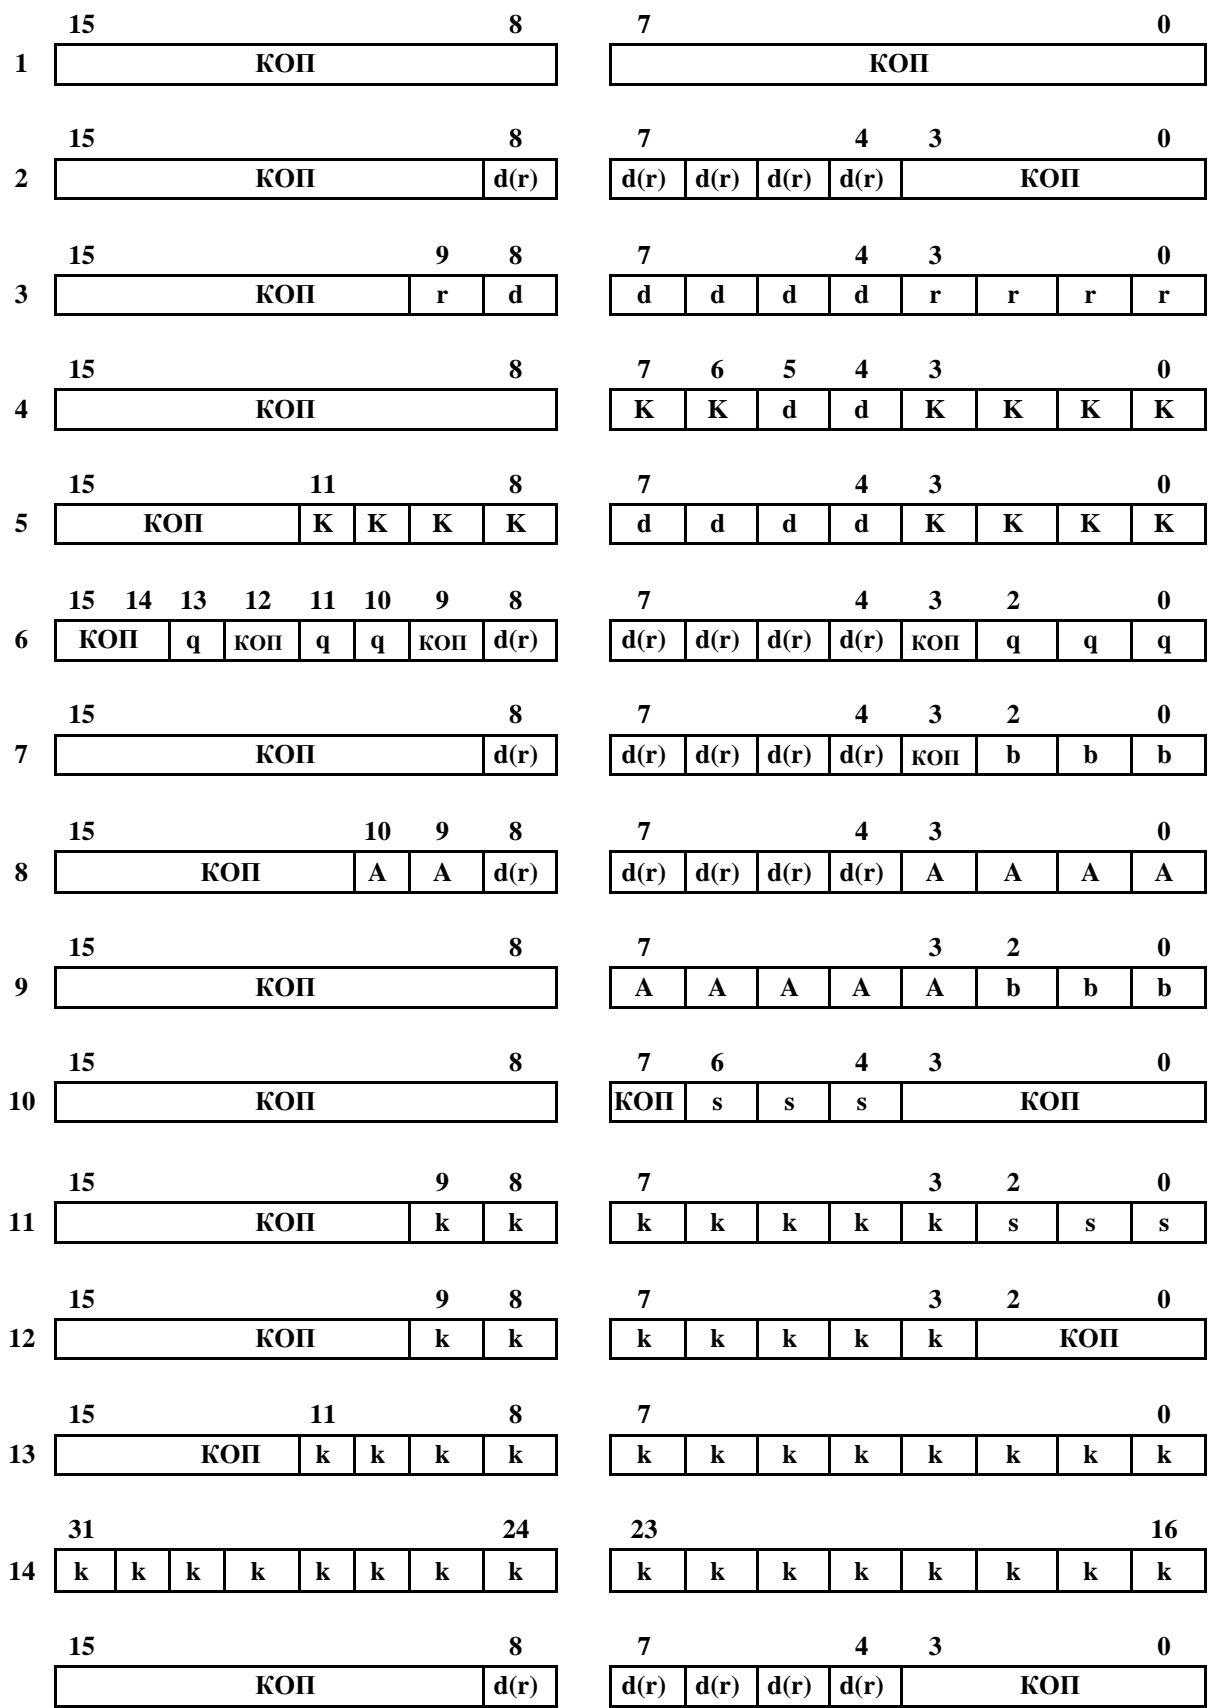 15 8 7 0
1 КОП КОП
15 8 7 4 3 0
2 КОП d(r) d(r) d(r) d(r) d(r) КОП
15 9 8 7 4 3 0
3 КОП r d d d d d r r r r
15 8 7 6 5 4 3 0
4 КОП K K d d K K K K
15 11 8 7 4 3 0
5 КОП K K K K d d d d K K K K
15 14 13 12 11 10 9 8 7 4 3 2 0
6 КОП q КОП q q КОП d(r) d(r) d(r) d(r) d(r) КОП q q q
15 8 7 4 3 2 0
7 КОП d(r) d(r) d(r) d(r) d(r) КОП b b b
15 10 9 8 7 4 3 0
8 КОП A A d(r) d(r) d(r) d(r) d(r) A A A A
15 8 7 3 2 0
9 КОП A A A A A b b b
15 8 7 6 4 3 0
10 КОП КОП s s s КОП
15 9 8 7 3 2 0
11 КОП k k k k k k k s s s
15 9 8 7 3 2 0
12 КОП k k k k k k k КОП
15 11 8 7 0
13 КОП k k k k k k k k k k k k
31 24 23 16
14 k k k k k k k k k k k k k k k k
15 8 7 4 3 0
КОП d(r) d(r) d(r) d(r) d(r) КОП